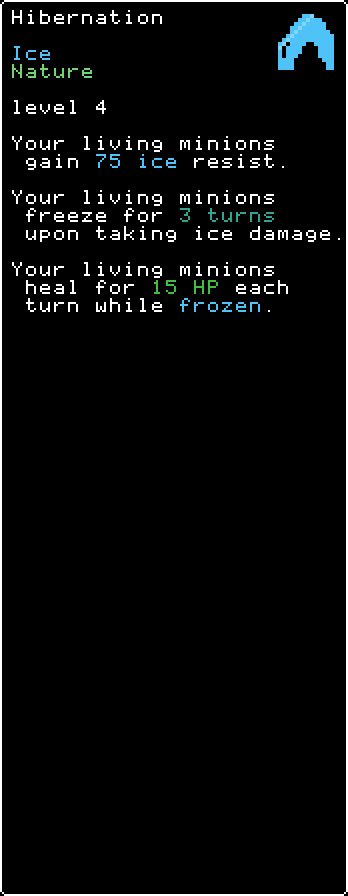 Hibernation
Ice
Nature
level 4
Your living minions
gain 75 ice resist.
Your living minions
freeze for 3 turns
upon taking ice damage.
Your living minions
heal for 15 HP each
turn while frozen.